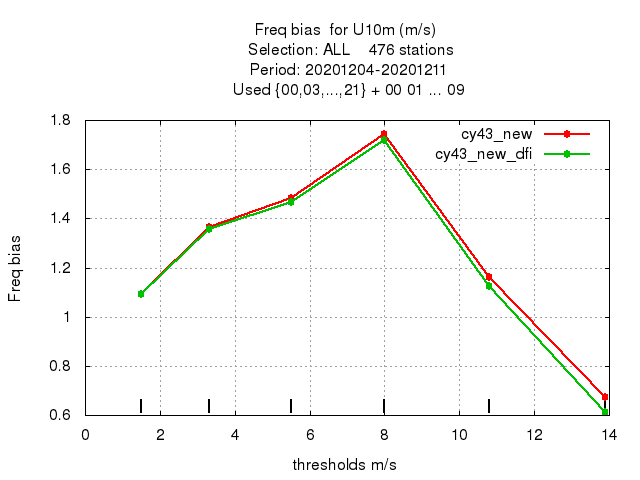 Freq bias  for U10m (m/s)
Selection: ALL    476 stations
Period: 20201204-20201211
Used {00,03,...,21} + 00 01 ... 09
1.8
1.6
1.4
1.2
1
0.8
0.6
Freq bias
cy43_new
cy43_new_dfi
0 2 4 6 8 10 12 14
thresholds m/s